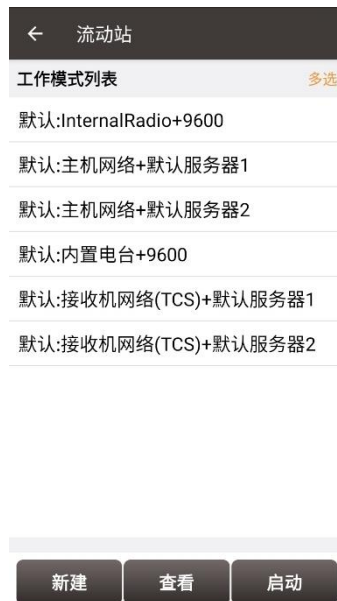 流动站
工作模式列表 多选
默认:InternalRadio+9600
默认:主机网络+默认服务器1
默认:主机网络+默认服务器2
默认:内置电台+9600
默认:接收机网络(TCS)+默认服务器1
默认:接收机网络(TCS)+默认服务器2
新建 查看 启动